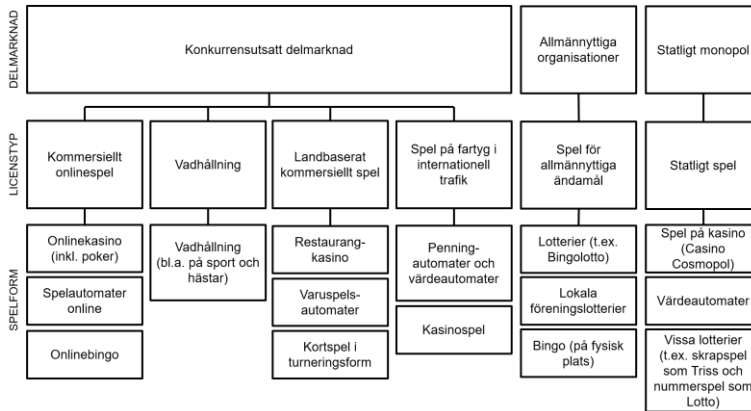 DELMARKNAD
Konkurrensutsatt delmarknad
Allmännyttiga
organisationer
Statligt monopol
LICENSTYP
Kommersiellt
onlinespel
Vadhållning
Landbaserat
kommersiellt spel
Spel på fartyg i
internationell
trafik
Spel för
allmännyttiga
ändamål
Statligt spel
SPELFORM
Onlinekasino
(inkl. poker)
Spelautomater
online
Onlinebingo
Vadhållning
(bl.a. på sport och
hästar)
Restaurang-
kasino
Varuspels-
automater
Kortspel i
turneringsform
Penning-
automater och
värdeautomater
Kasinospel
Lotterier (t.ex.
Bingolotto)
Lokala
föreningslotterier
Bingo (på fysisk
plats)
Spel på kasino
(Casino
Cosmopol)
Värdeautomater
Vissa lotterier
(t.ex. skrapspel
som Triss och
nummerspel som
Lotto)